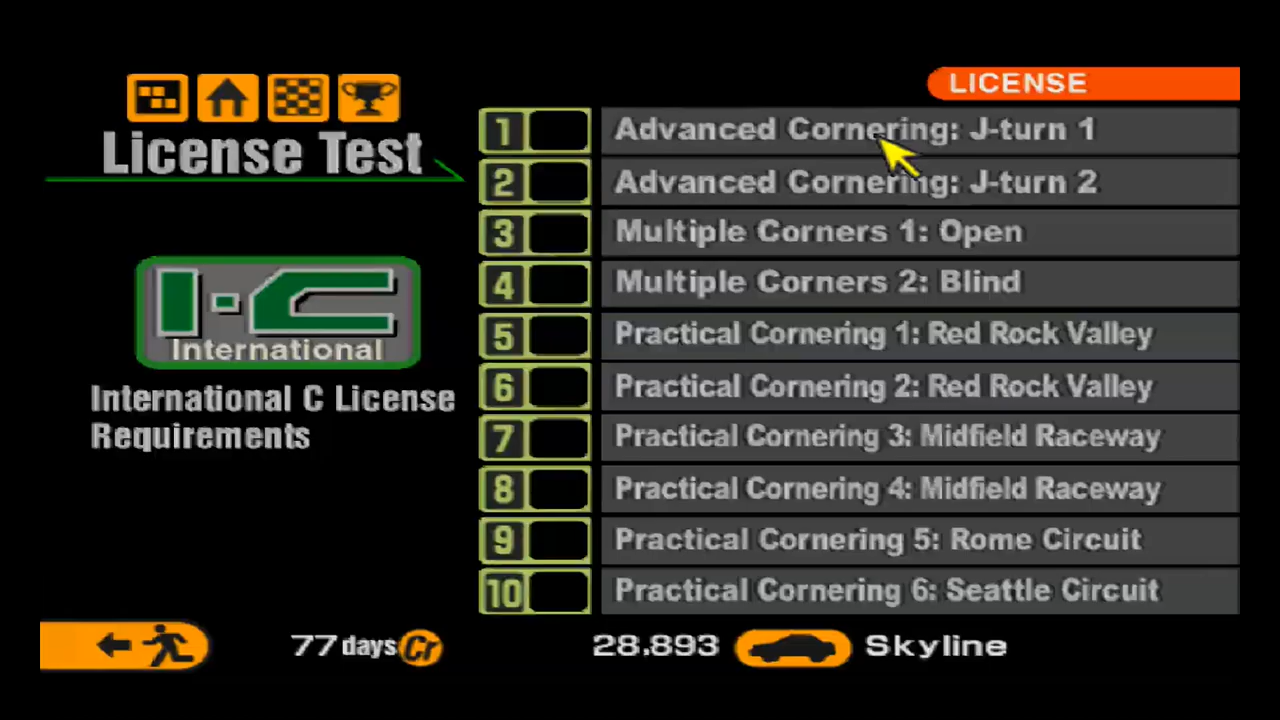 LICENSE
License Test
I-C
International
International C License
Requirements
1 Advanced Cornering: J-turn 1
2 Advanced Cornering: J-turn 2
3 Multiple Corners 1: Open
4 Multiple Corners 2: Blind
5 Practical Cornering 1: Red Rock Valley
6 Practical Cornering 2: Red Rock Valley
7 Practical Cornering 3: Midfield Raceway
8 Practical Cornering 4: Midfield Raceway
9 Practical Cornering 5: Rome Circuit
10 Practical Cornering 6: Seattle Circuit
77 days Cr 28.893 Skyline